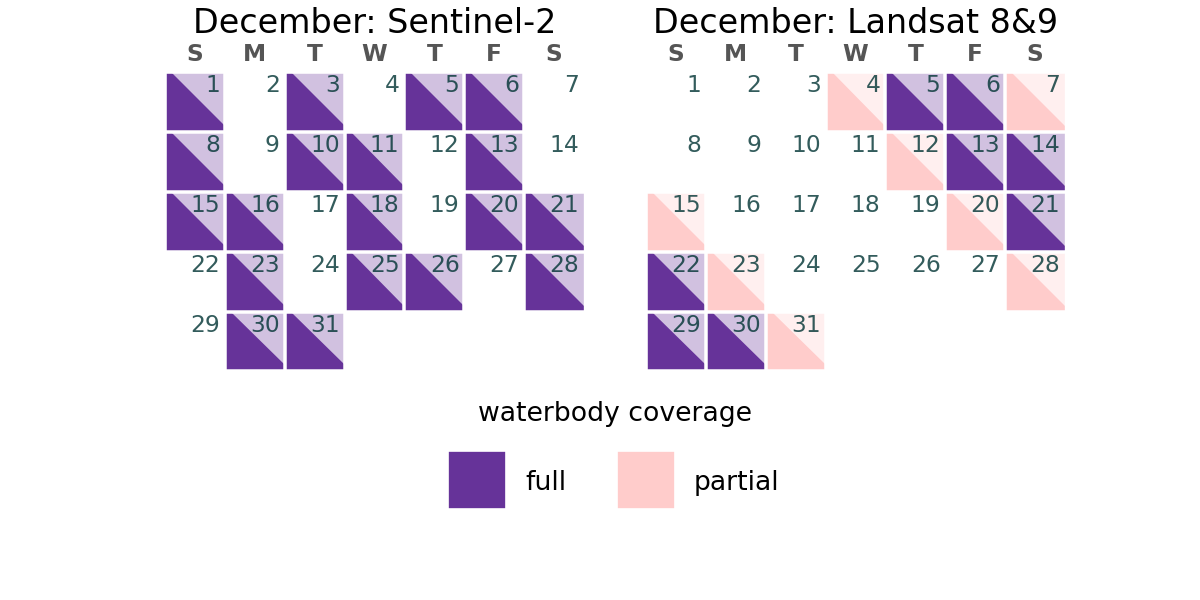 December: Sentinel-2
S M T W T F S
1 2 3 4 5 6 7
8 9 10 11 12 13 14
15 16 17 18 19 20 21
22 23 24 25 26 27 28
29 30 31
December: Landsat 8&9
S M T W T F S
1 2 3 4 5 6 7
8 9 10 11 12 13 14
15 16 17 18 19 20 21
22 23 24 25 26 27 28
29 30 31
waterbody coverage
full partial